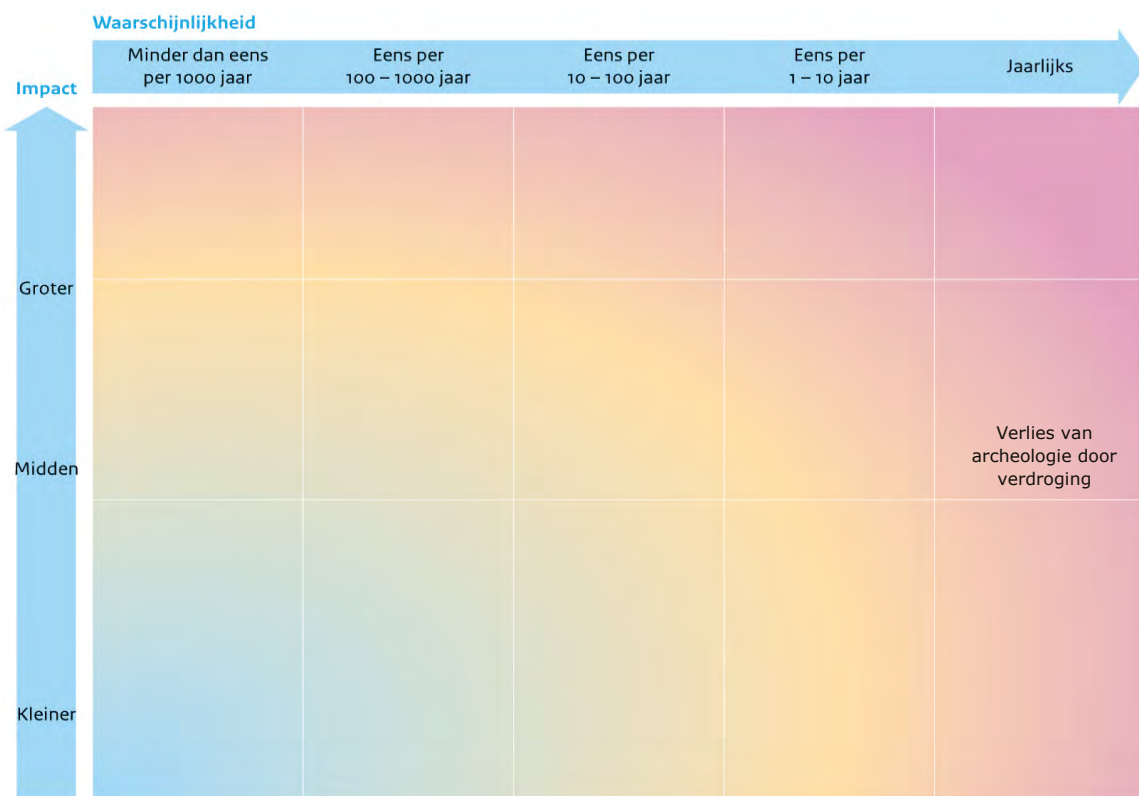 Waarschijnlijkheid
Minder dan eens
per 1000 jaar
Eens per
100 – 1000 jaar
Eens per
10 – 100 jaar
Eens per
1 – 10 jaar
Jaarlijks
Impact
Groter
Midden
Verlies van
archeologie door
verdroging
Kleiner